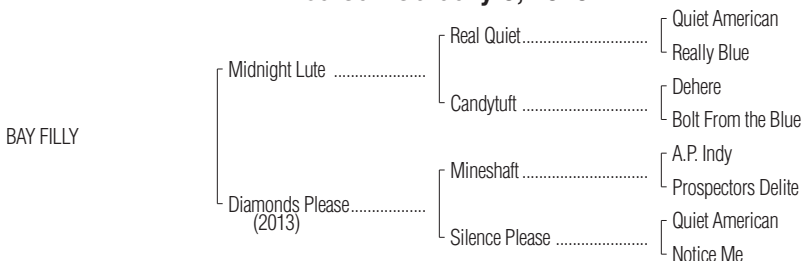 Quiet American
Real Quiet
Really Blue
Midnight Lute
Dehere
Candytuft
Bolt From the Blue
BAY FILLY
A.P. Indy
Mineshaft
Prospectors Delite
Diamonds Please
(2013)
Quiet American
Silence Please
Notice Me